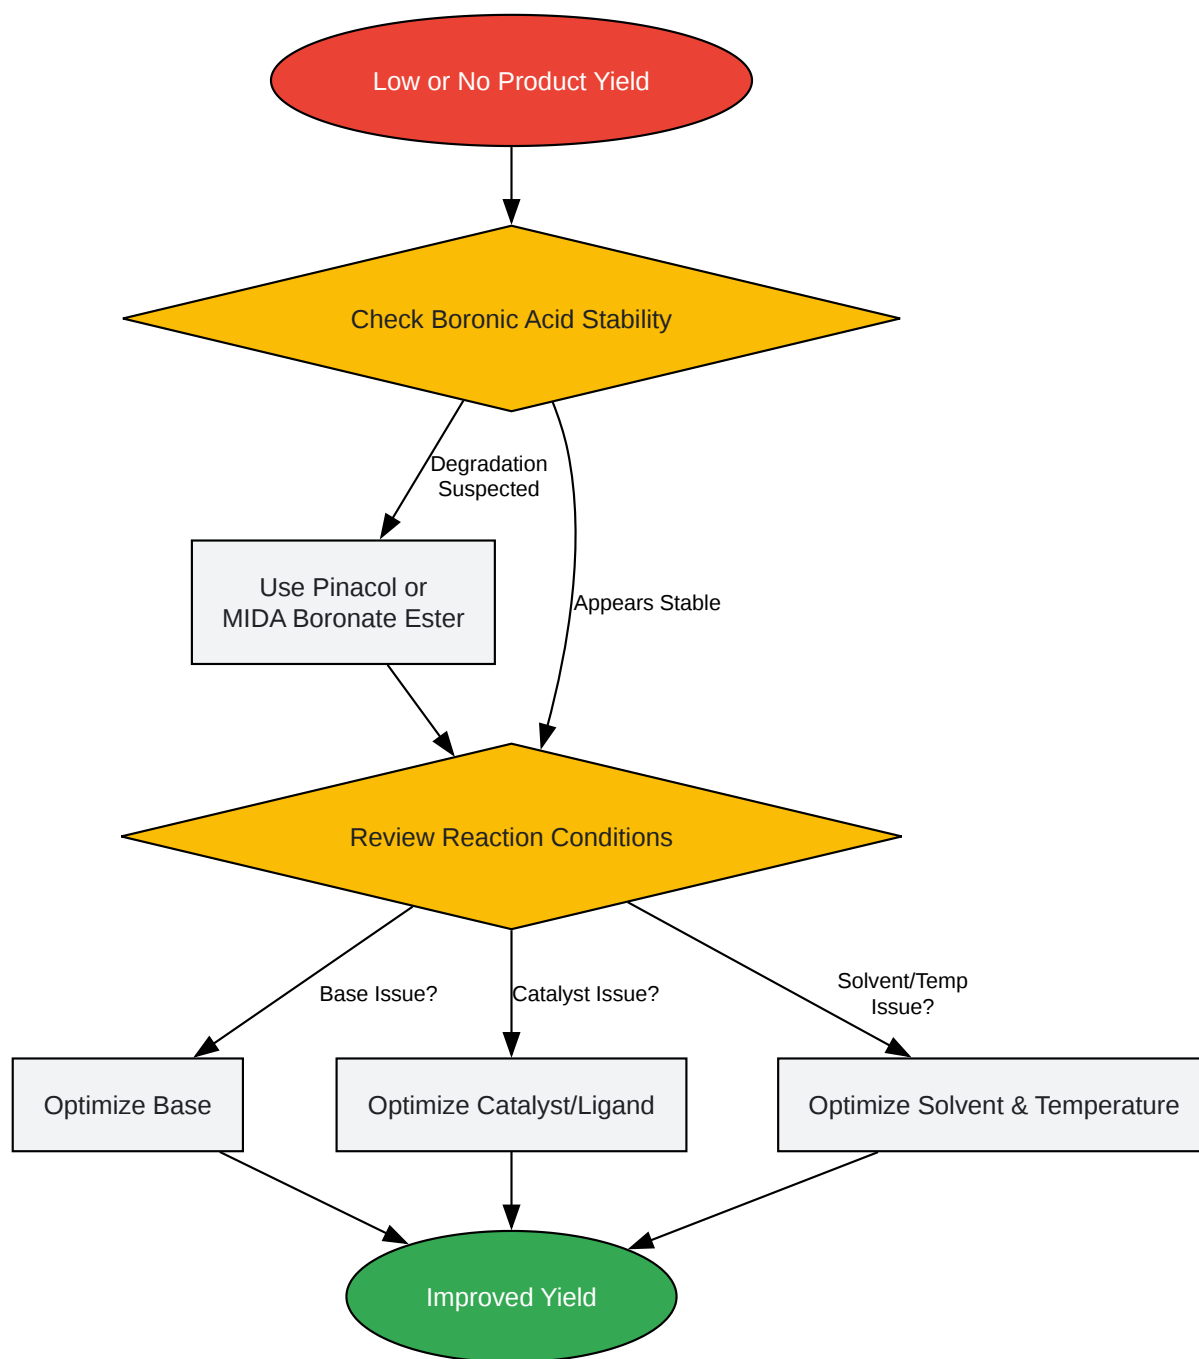 Low or No Product Yield
Check Boronic Acid Stability
Degradation
Suspected
Use Pinacol or
MIDA Boronate Ester
Appears Stable
Review Reaction Conditions
Base Issue?
Catalyst Issue?
Solvent/Temp
Issue?
Optimize Base
Optimize Catalyst/Ligand
Optimize Solvent & Temperature
Improved Yield